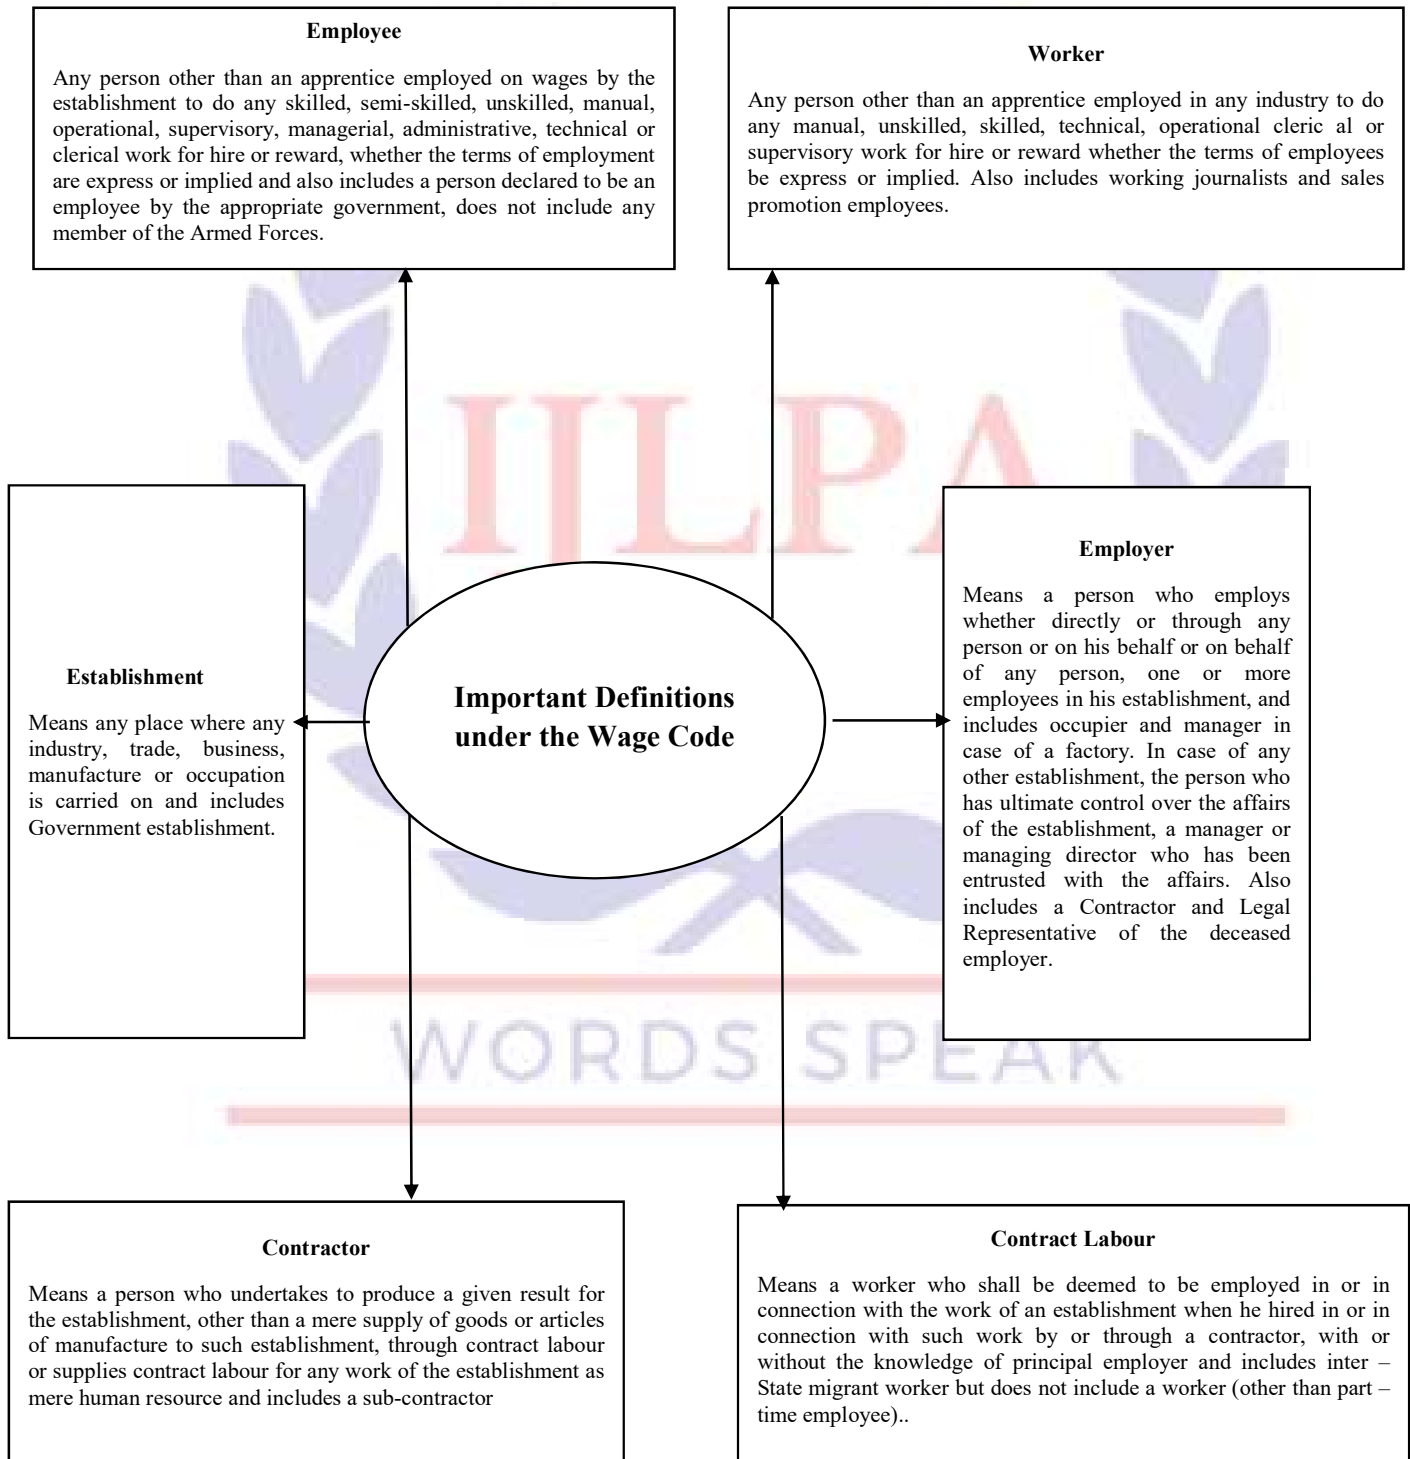 Employee
Any person other than an apprentice employed on wages by the
establishment to do any skilled, semi-skilled, unskilled, manual,
operational, supervisory, managerial, administrative, technical or
clerical work for hire or reward, whether the terms of employment
are express or implied and also includes a person declared to be an
employee by the appropriate government, does not include any
member of the Armed Forces.
Worker
Any person other than an apprentice employed in any industry to do
any manual, unskilled, skilled, technical, operational cleric al or
supervisory work for hire or reward whether the terms of employees
be express or implied. Also includes working journalists and sales
promotion employees.
IJLPA
Establishment
Means any place where any
industry, trade, business,
manufacture or occupation
is carried on and includes
Government establishment.
Important Definitions
under the Wage Code
Employer
Means a person who employs
whether directly or through any
person or on his behalf or on behalf
of any person, one or more
employees in his establishment, and
includes occupier and manager in
case of a factory. In case of any
other establishment, the person who
has ultimate control over the affairs
of the establishment, a manager or
managing director who has been
entrusted with the affairs. Also
includes a Contractor and Legal
Representative of the deceased
employer.
WORDS SPEAK
Contractor
Means a person who undertakes to produce a given result for
the establishment, other than a mere supply of goods or articles
of manufacture to such establishment, through contract labour
or supplies contract labour for any work of the establishment as
mere human resource and includes a sub-contractor
Contract Labour
Means a worker who shall be deemed to be employed in or in
connection with the work of an establishment when he hired in or in
connection with such work by or through a contractor, with or
without the knowledge of principal employer and includes inter –
State migrant worker but does not include a worker (other than part –
time employee)..